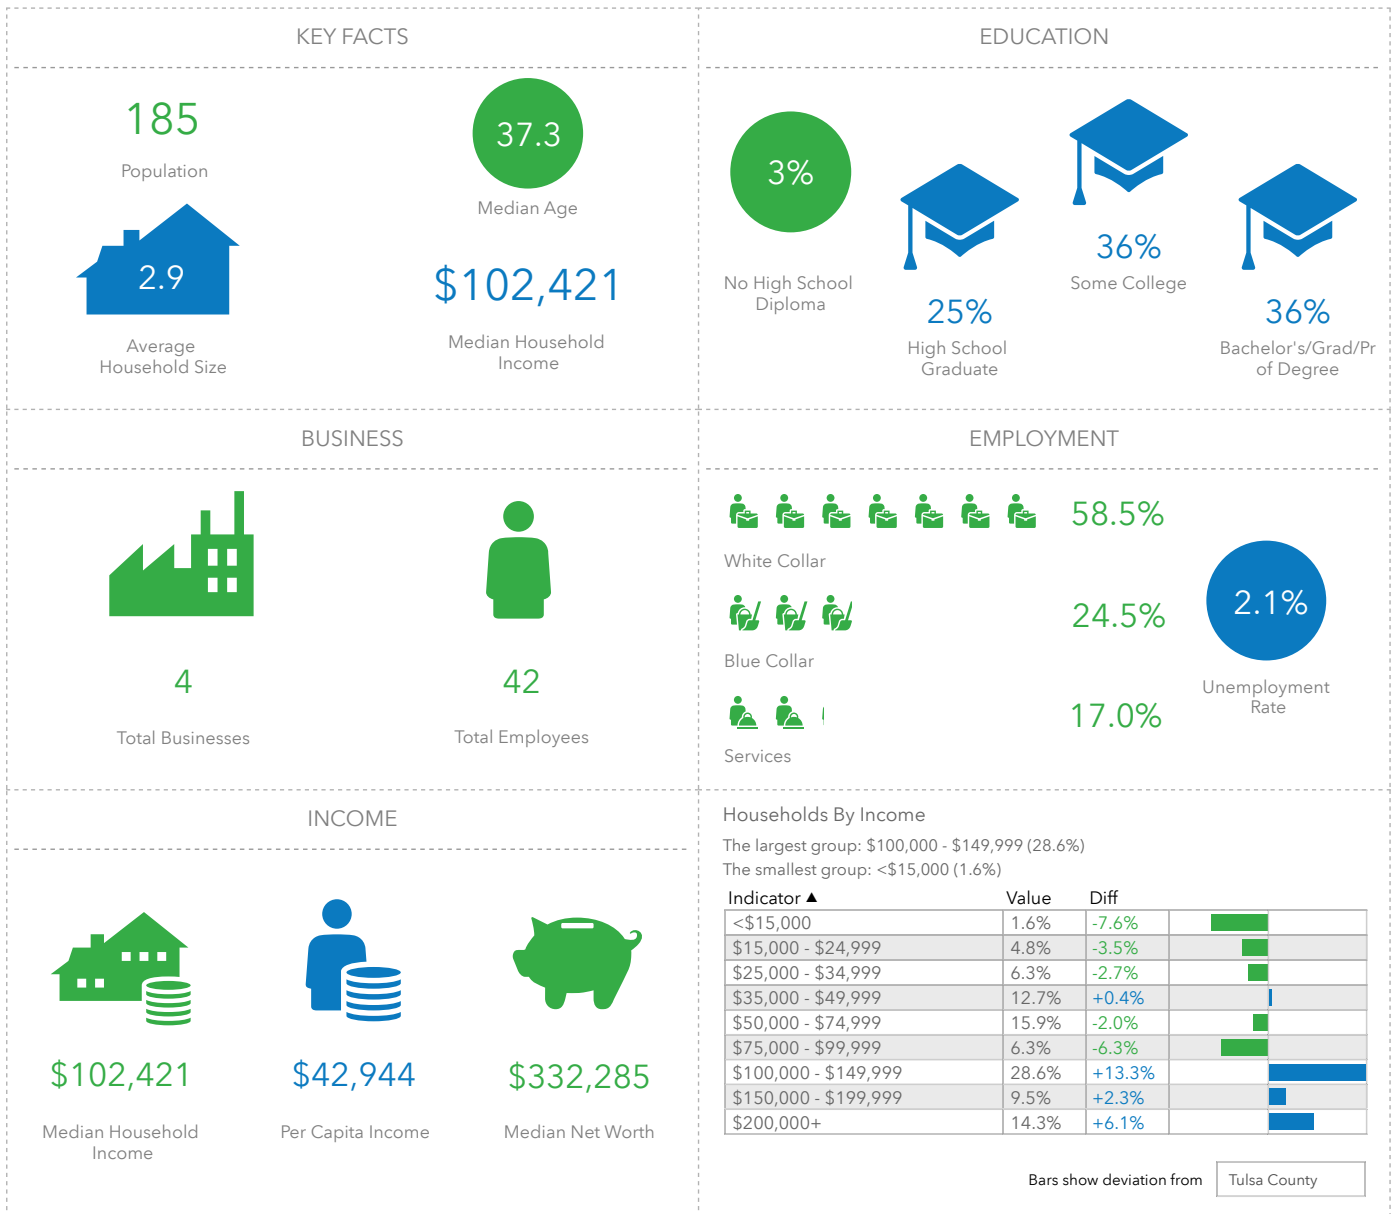 KEY FACTS
185
Population
37.3
Median Age
2.9
Average
Household Size
$102,421
Median Household
Income
EDUCATION
3%
No High School
Diploma
25%
High School
Graduate
36%
Some College
36%
Bachelor's/Grad/Pr
of Degree
BUSINESS
4
Total Businesses
42
Total Employees
EMPLOYMENT
58.5%
White Collar
24.5%
Blue Collar
17.0%
Services
2.1%
Unemployment
Rate
INCOME
$102,421
Median Household
Income
$42,944
Per Capita Income
$332,285
Median Net Worth
Households By Income
The largest group: $100,000 - $149,999 (28.6%)
The smallest group: <$15,000 (1.6%)
Indicator ▲ Value Diff
<$15,000 1.6% -7.6%
$15,000 - $24,999 4.8% -3.5%
$25,000 - $34,999 6.3% -2.7%
$35,000 - $49,999 12.7% +0.4%
$50,000 - $74,999 15.9% -2.0%
$75,000 - $99,999 6.3% -6.3%
$100,000 - $149,999 28.6% +13.3%
$150,000 - $199,999 9.5% +2.3%
$200,000+ 14.3% +6.1%
Bars show deviation from Tulsa County